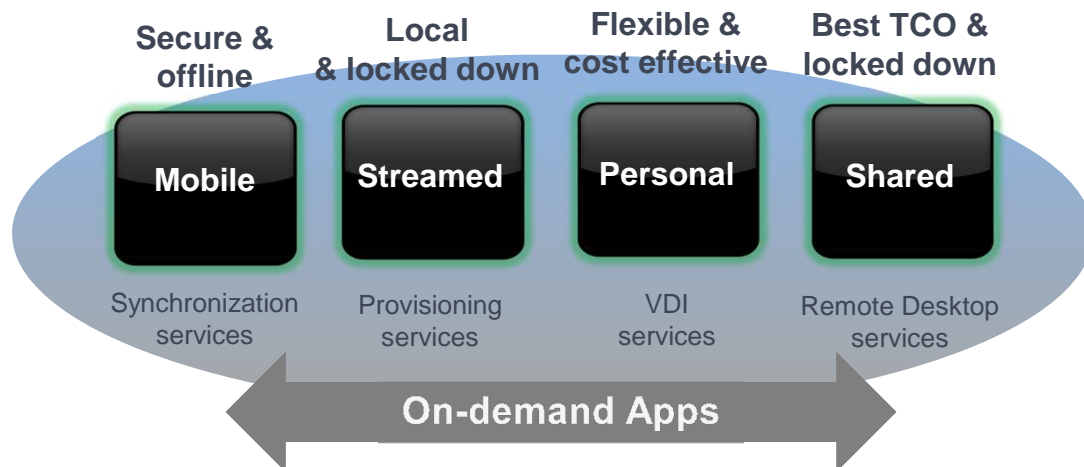 Secure &
offline
Local
& locked down
Flexible &
cost effective
Best TCO &
locked down
Mobile
Streamed
Personal
Shared
Synchronization
services
Provisioning
services
VDI
services
Remote Desktop
services
On-demand Apps